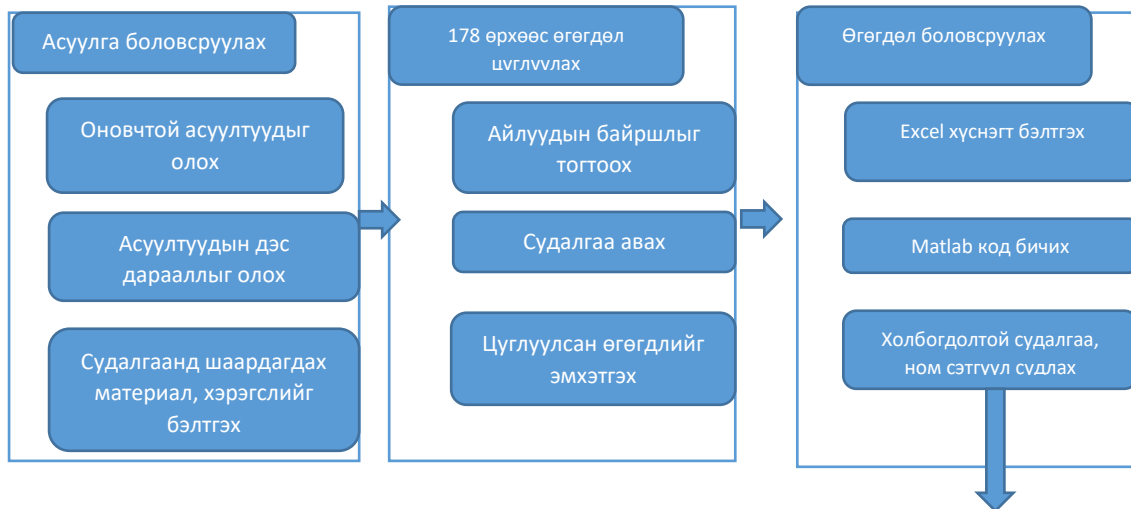 Асуулга боловсруулах
Оновчтой асуултуудыг
олох
Асуултуудын дэс
дарааллыг олох
Судалгаанд шаардагдах
материал, хэрэгслийг
бэлтгэх
178 өрхөөс өгөгдөл
цуглуулах
Айлуудын байршлыг
тогтоох
Судалгаа авах
Цуглуулсан өгөгдлийг
эмхэтгэх
Өгөгдөл боловсруулах
Excel хүснэгт бэлтгэх
Matlab код бичих
Холбогдолтой судалгаа,
ном сэтгүүл судлах